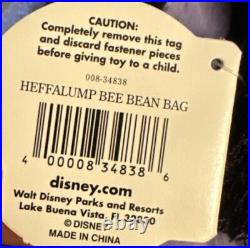 CAUTION:
Completely remove this tag
and discard fastener pieces
before giving toy to a child.
008-34838
HEFFALUMP BEE BEAN BAG
4 00008 34838 6
disney.com
Walt Disney Parks and Resorts
Lake Buena Vista, FL 32830
© DISNEY
MADE IN CHINA